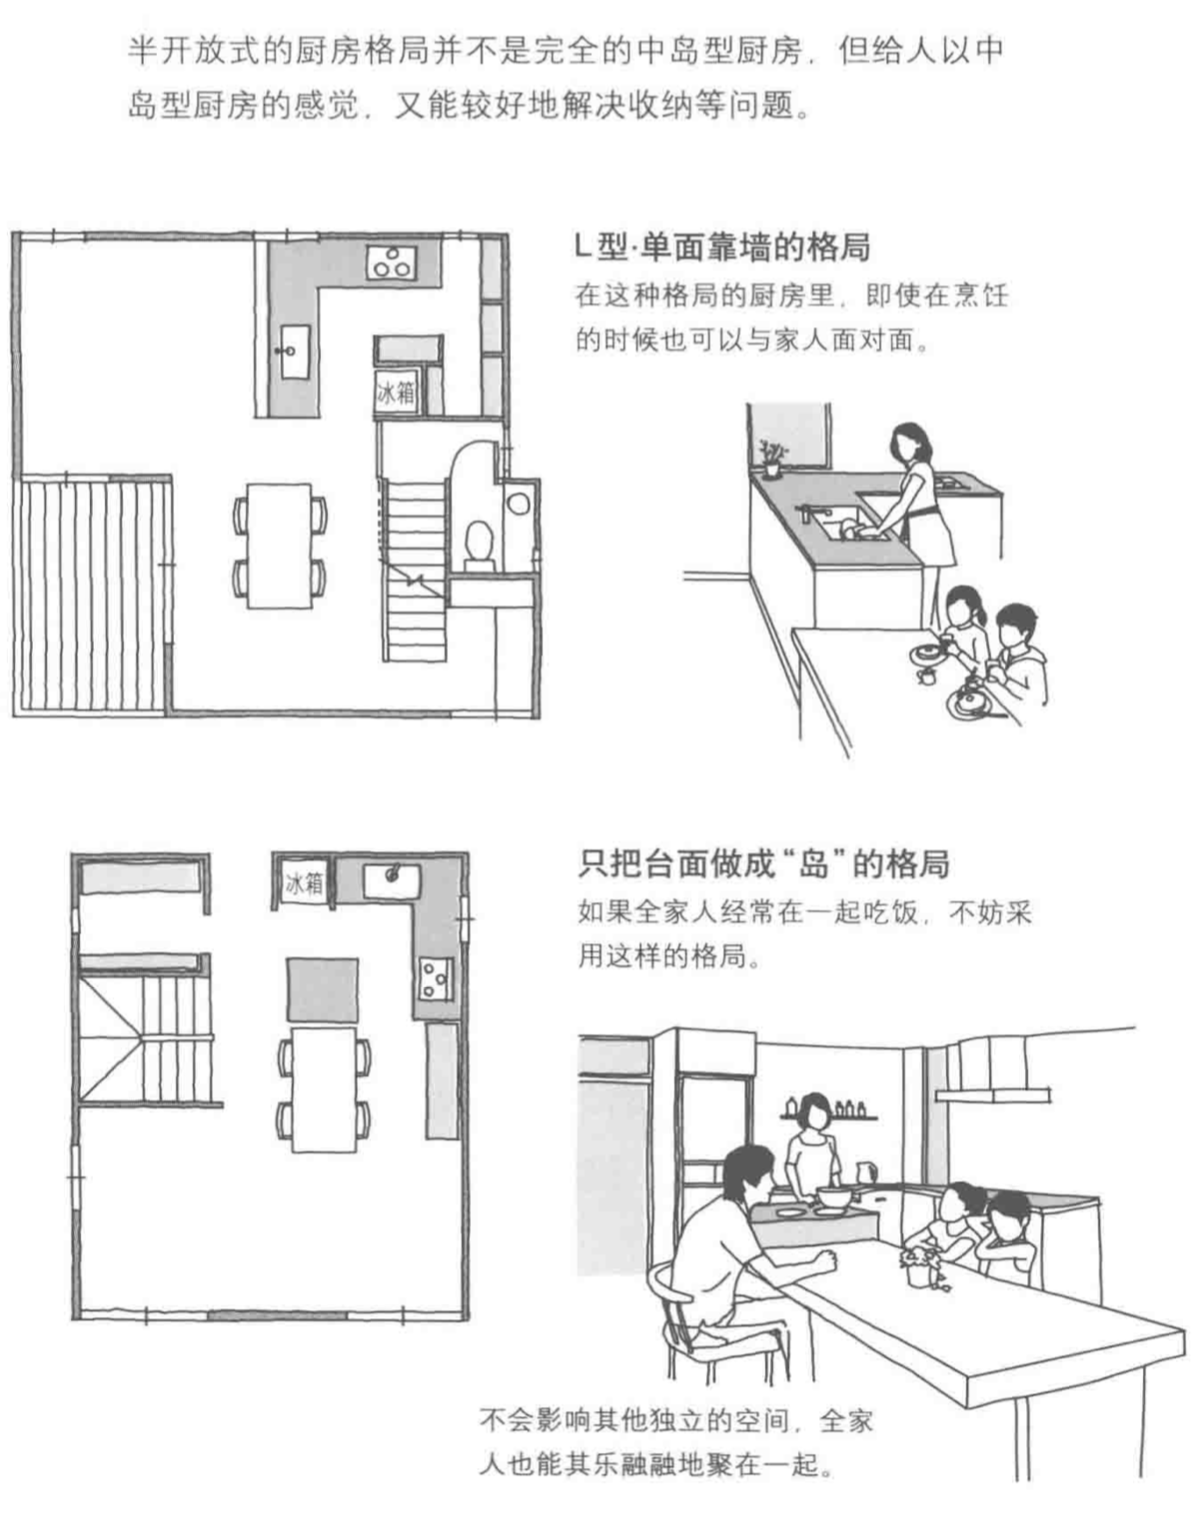 半开放式的厨房格局并不是完全的中岛型厨房，但给人以中
岛型厨房的感觉，又能较好地解决收纳等问题。
L型·单面靠墙的格局
在这种格局的厨房里，即使在烹饪
的时候也可以与家人面对面。
冰箱
只把台面做成“岛”的格局
如果全家人经常在一起吃饭，不妨采
用这样的格局。
冰箱
不会影响其他独立的空间，全家
人也能其乐融融地聚在一起。